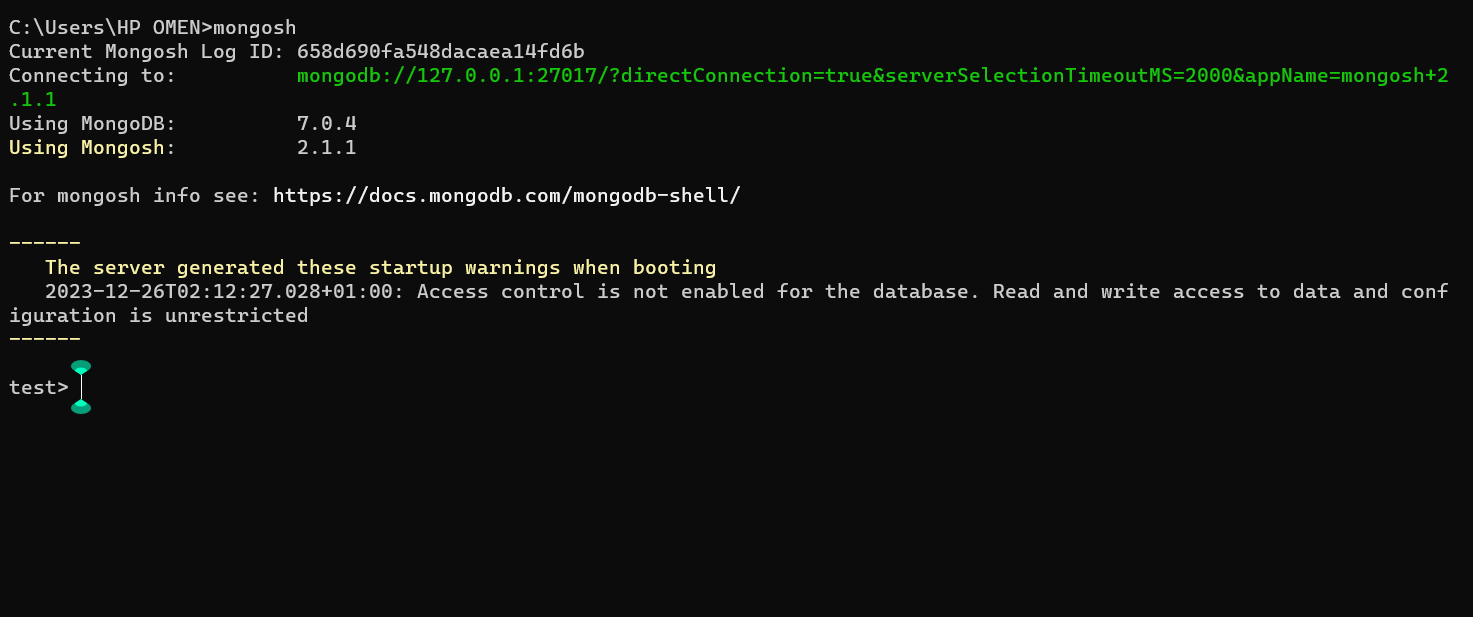 C:\Users\HP OMEN>mongosh
Current Mongosh Log ID: 658d690fa548dacaea14fd6b
Connecting to:          mongodb://127.0.0.1:27017/?directConnection=true&serverSelectionTimeoutMS=2000&appName=mongosh+2
.1.1
Using MongoDB:          7.0.4
Using Mongosh:          2.1.1
For mongosh info see: https://docs.mongodb.com/mongodb-shell/
------
   The server generated these startup warnings when booting
   2023-12-26T02:12:27.028+01:00: Access control is not enabled for the database. Read and write access to data and conf
iguration is unrestricted
------
test>